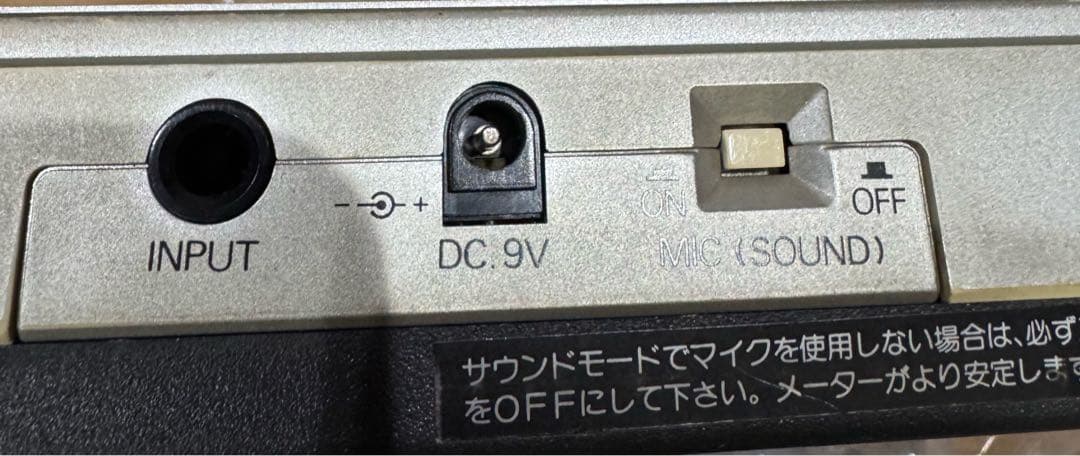 INPUT
- +
DC.9V
ON
OFF
MIC (SOUND)
サウンドモードでマイクを使用しない場合は、必ず
をOFFにして下さい。メーターがより安定します